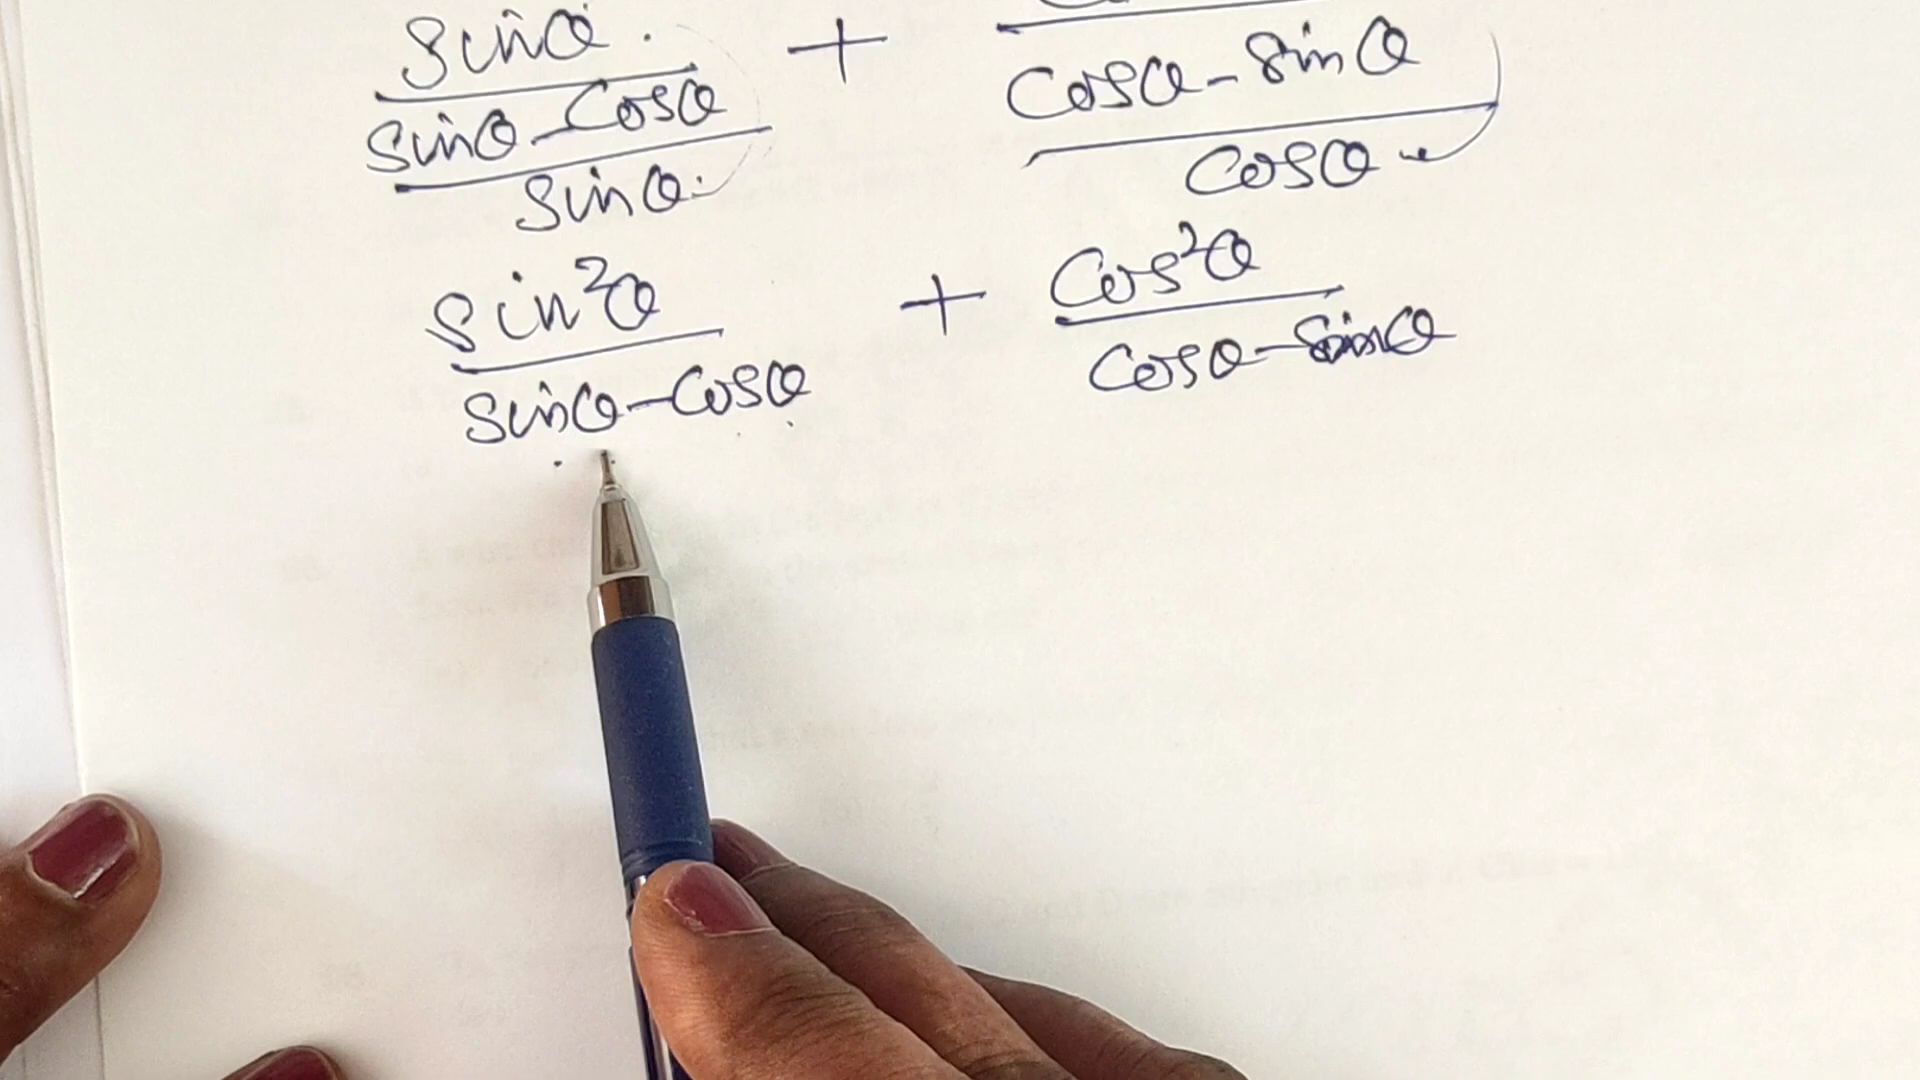 sinθ. +
sinθ-cosθ cosθ-sinθ
sinθ. cosθ
sin²θ + cos²θ
sinθ-cosθ cosθ-sinθ